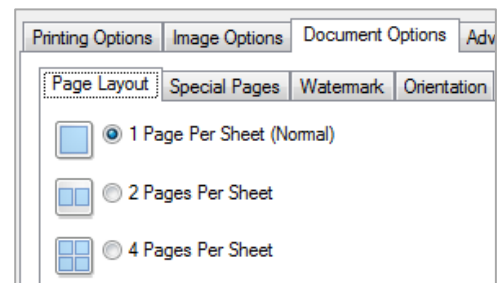 Printing Options Image Options Document Options Adv
Page Layout Special Pages Watermark Orientation
1 Page Per Sheet (Normal)
2 Pages Per Sheet
4 Pages Per Sheet